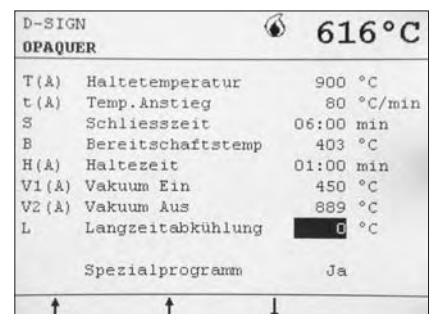 D-SIGN
616°C
OPAQUER
T(A) Haltetemperatur 900 °C
t(A) Temp.Anstieg 80 °C/min
S Schliesszeit 06:00 min
B Bereitschaftstemp 403 °C
H(A) Haltezeit 01:00 min
V1(A) Vakuum Ein 450 °C
V2(A) Vakuum Aus 889 °C
L Langzeitabkühlung 0 °C
Spezialprogramm Ja